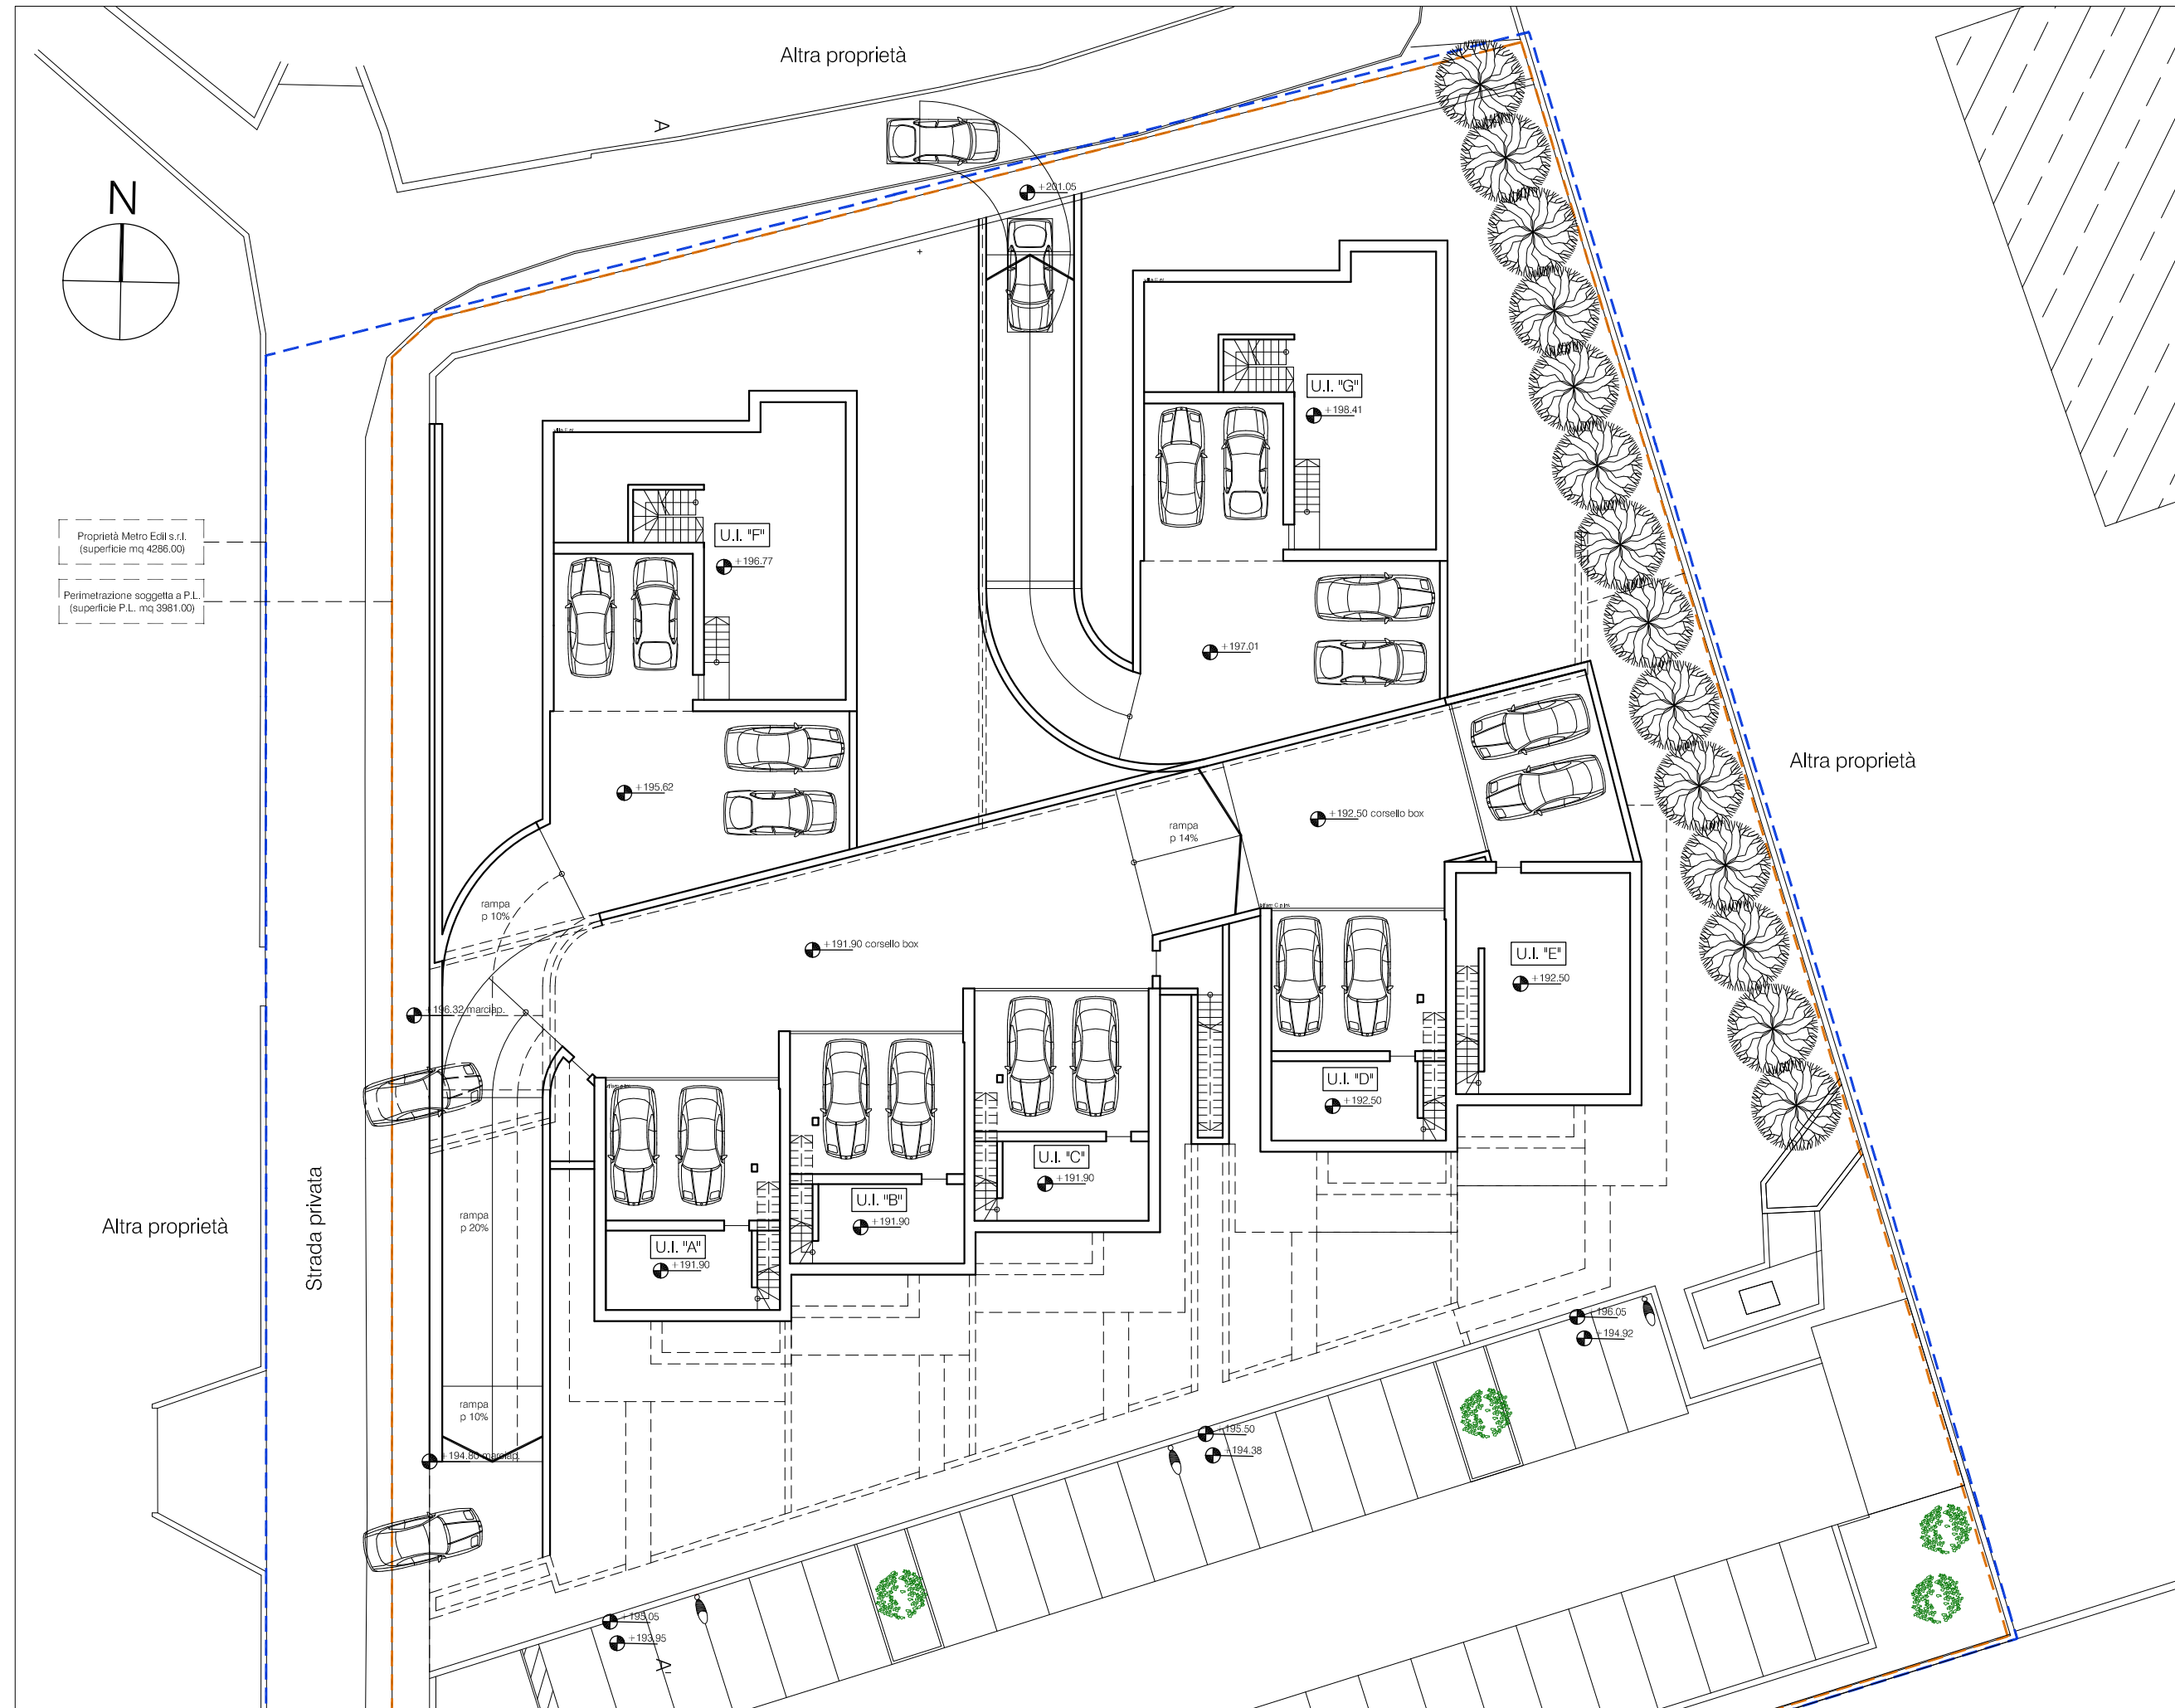 Altra proprietà
A
N
+201.05
U.I. "G"
+198.41
U.I. "F"
+196.77
Proprietà Metro Edil s.r.l.
(superficie mq 4286.00)
Perimetrazione soggetta a P.L.
(superficie P.L. mq 3981.00)
+197.01
+195.62
Altra proprietà
+192.50 corsello box
rampa
p 14%
rampa
p 10%
+191.90 corsello box
U.I. "E"
+192.50
+196.32 marciap.
U.I. "D"
+192.50
U.I. "C"
+191.90
U.I. "B"
+191.90
U.I. "A"
+191.90
rampa
p 20%
Altra proprietà
Strada privata
+196.05
+194.92
rampa
p 10%
+195.50
+194.38
+194.80 marciap.
+195.05
+193.95
A'